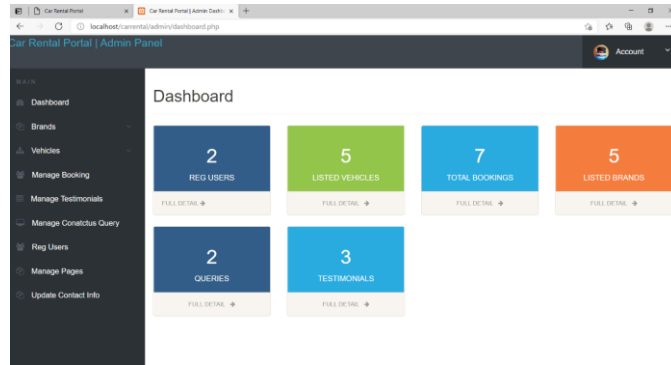 Car Rental Portal
Car Rental Portal | Admin Dashbo
localhost/carrental/admin/dashboard.php
Car Rental Portal | Admin Panel
Account
MAIN
Dashboard
Brands
Vehicles
Manage Booking
Manage Testimonials
Manage Conatctus Query
Reg Users
Manage Pages
Update Contact Info
Dashboard
2
REG USERS
FULL DETAIL
5
LISTED VEHICLES
FULL DETAIL
7
TOTAL BOOKINGS
FULL DETAIL
5
LISTED BRANDS
FULL DETAIL
2
QUERIES
FULL DETAIL
3
TESTIMONIALS
FULL DETAIL